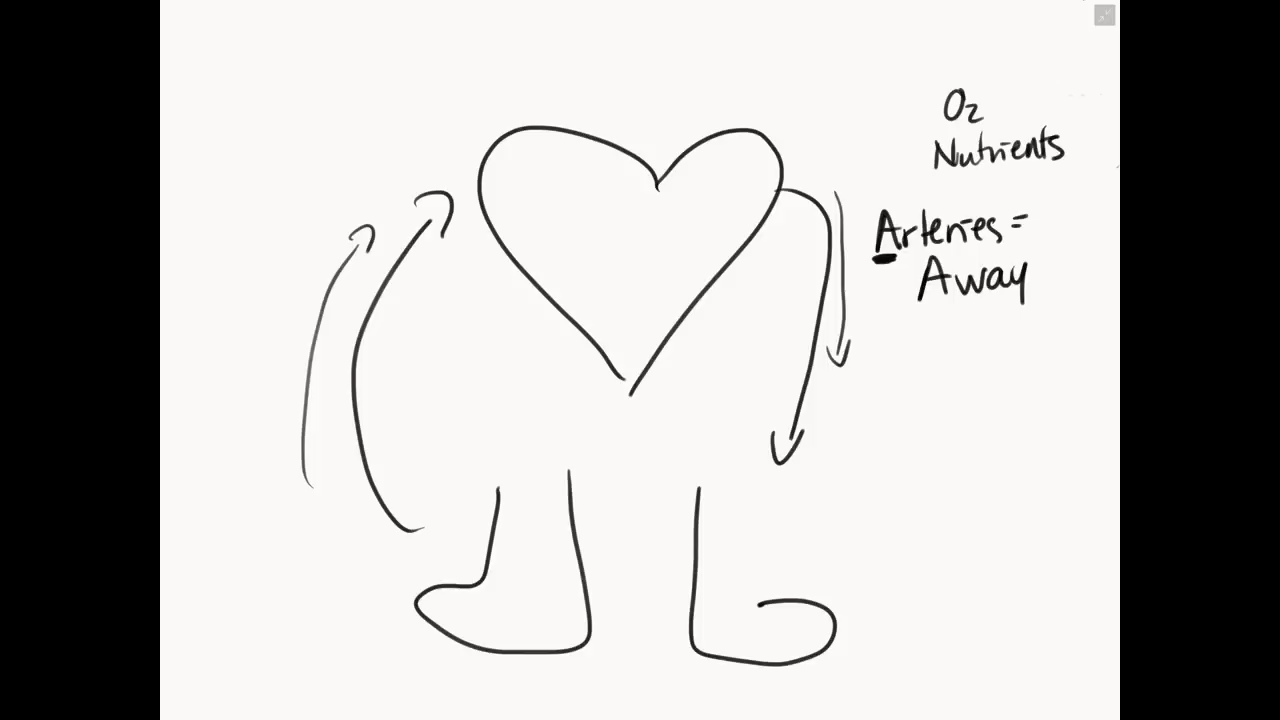 O₂
Nutrients
Arteries =
Away